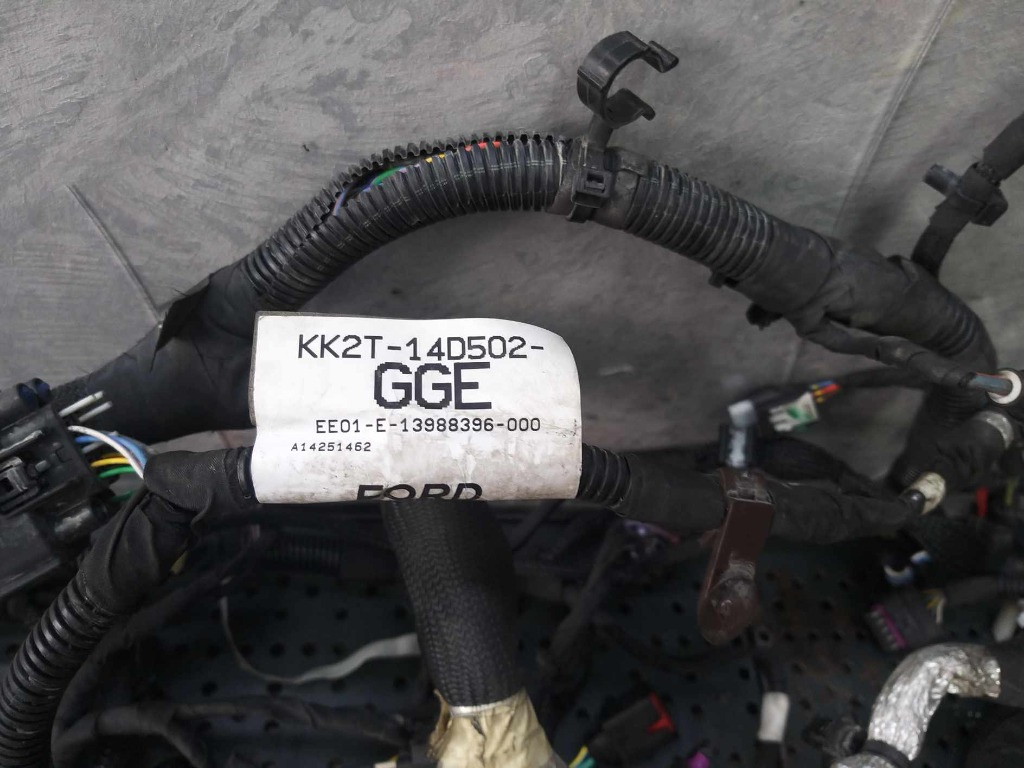 KK2T-14D502-
GGE
EE01-E-13988396-000
A14251462
FORD